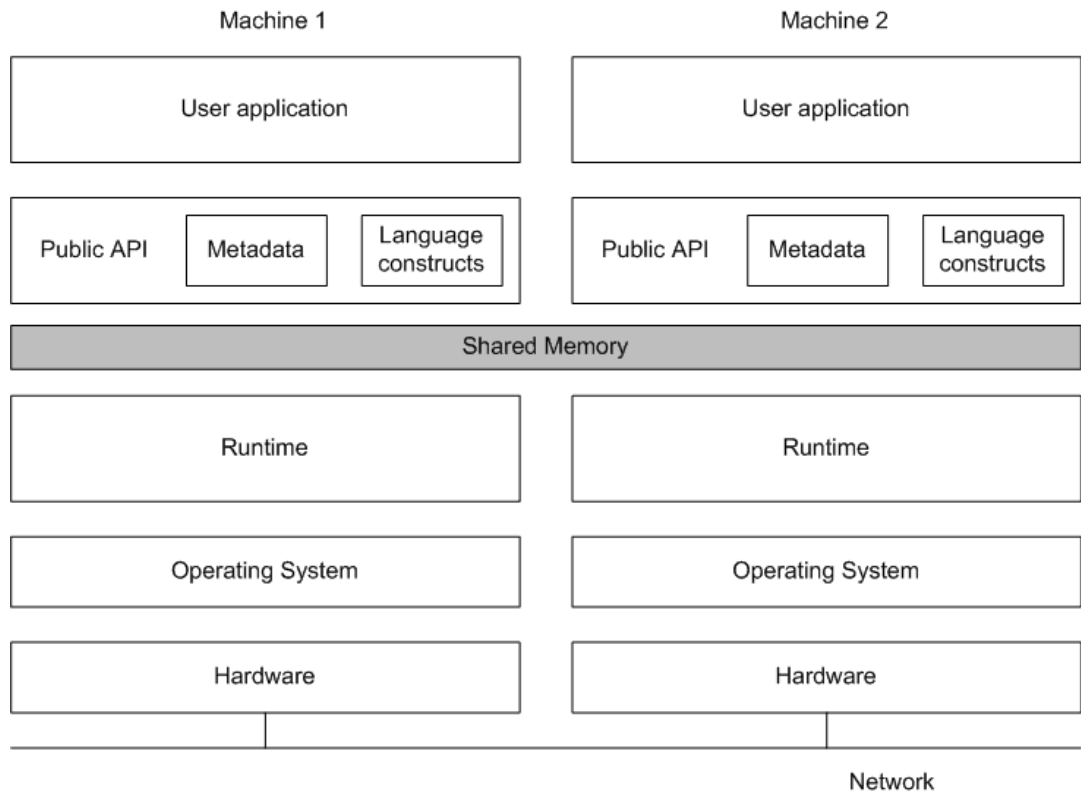 Machine 1
Machine 2
User application
User application
Public API
Metadata
Language
constructs
Public API
Metadata
Language
constructs
Shared Memory
Runtime
Runtime
Operating System
Operating System
Hardware
Hardware
Network